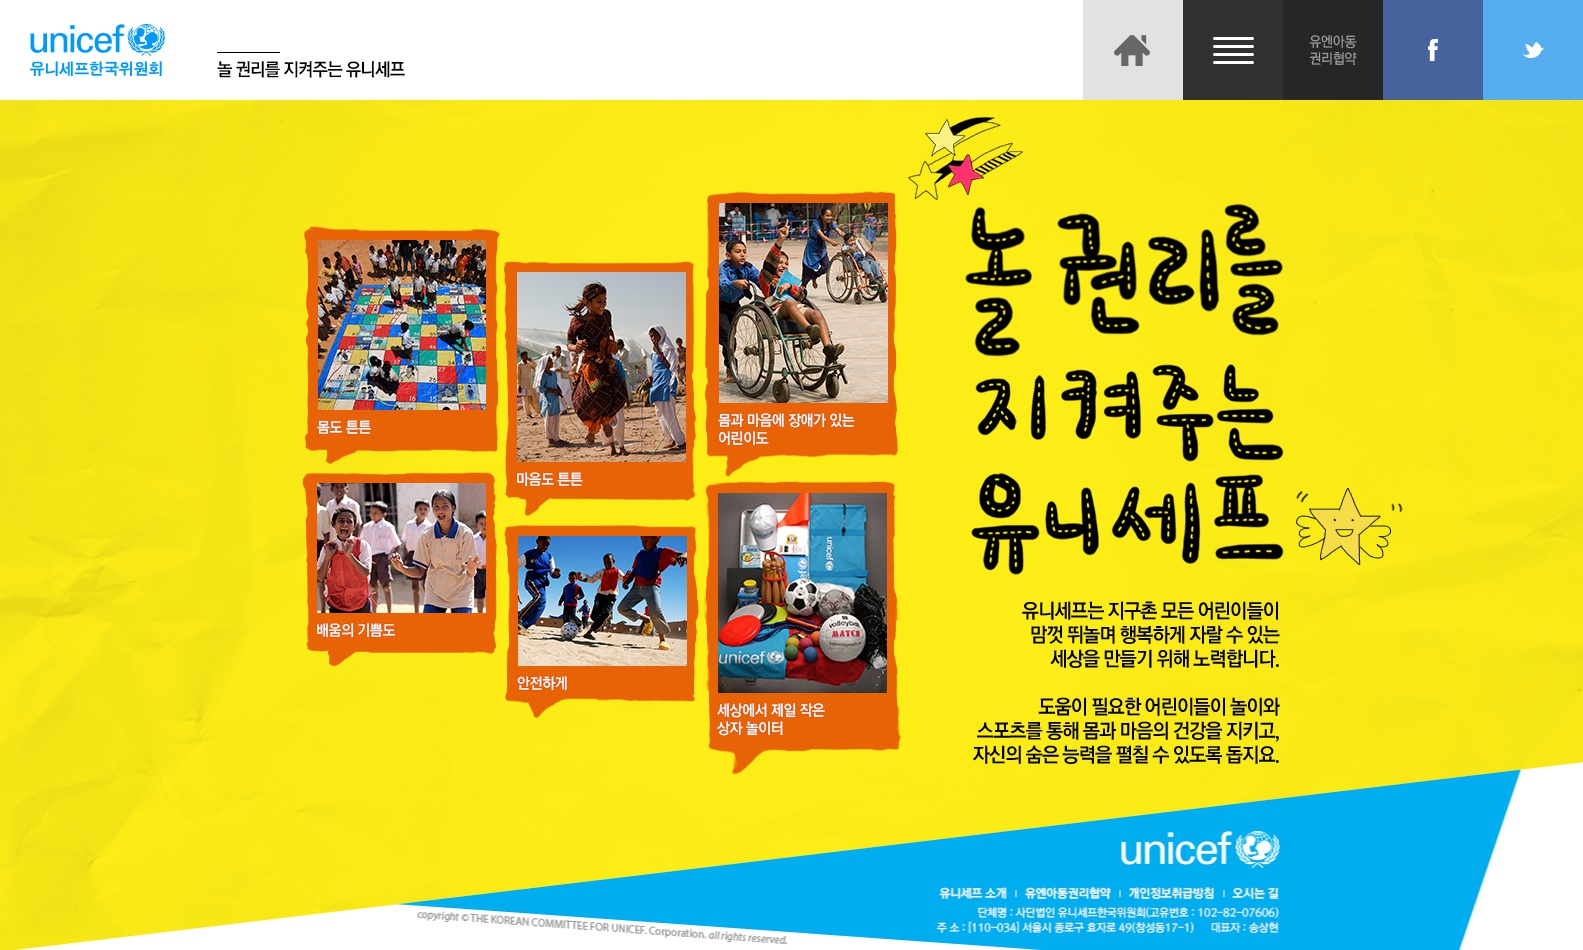 unicef
유니세프한국위원회
놀 권리를 지켜주는 유니세프
유엔아동
권리협약
f
몸도 튼튼
마음도 튼튼
몸과 마음에 장애가 있는
어린이도
배움의 기쁨도
안전하게
unicef
unicef
volleyball
MATCH
세상에서 제일 작은
상자 놀이터
놀 권리를
지켜주는
유니세프
유니세프는 지구촌 모든 어린이들이
맘껏 뛰놀며 행복하게 자랄 수 있는
세상을 만들기 위해 노력합니다.
도움이 필요한 어린이들이 놀이와
스포츠를 통해 몸과 마음의 건강을 지키고,
자신의 숨은 능력을 펼칠 수 있도록 돕지요.
unicef
유니세프 소개 | 유엔아동권리협약 | 개인정보취급방침 | 오시는 길
단체명 : 사단법인 유니세프한국위원회(고유번호 : 102-82-07606)
주 소 : [110-034] 서울시 종로구 효자로 49(창성동17-1) 대표자 : 송상현
copyright © THE KOREAN COMMITTEE FOR UNICEF. Corporation. all rights reserved.